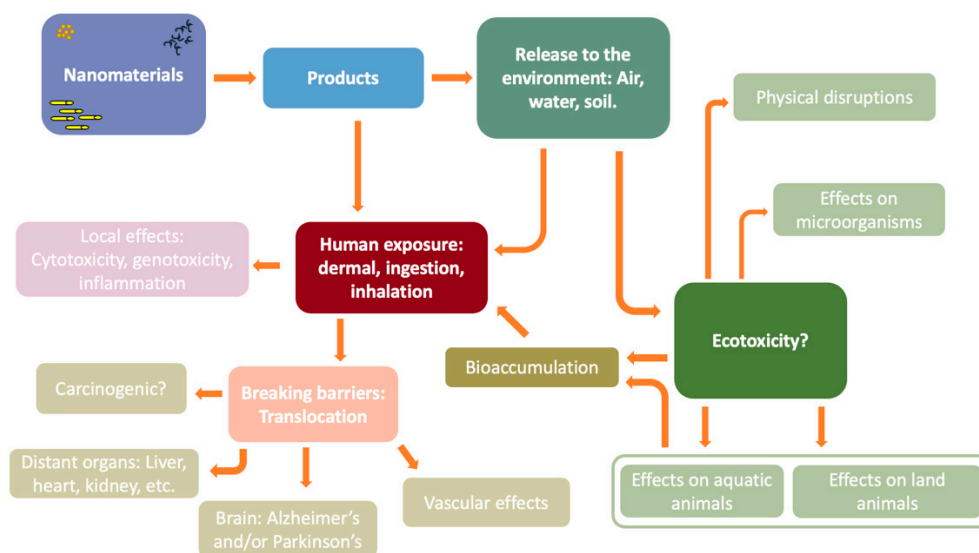 Nanomaterials
Products
Release to the
environment: Air,
water, soil.
Physical disruptions
Effects on
microorganisms
Local effects:
Cytotoxicity, genotoxicity,
inflammation
Human exposure:
dermal, ingestion,
inhalation
Ecotoxicity?
Bioaccumulation
Carcinogenic?
Breaking barriers:
Translocation
Distant organs: Liver,
heart, kidney, etc.
Brain: Alzheimer's
and/or Parkinson's
Vascular effects
Effects on aquatic
animals
Effects on land
animals